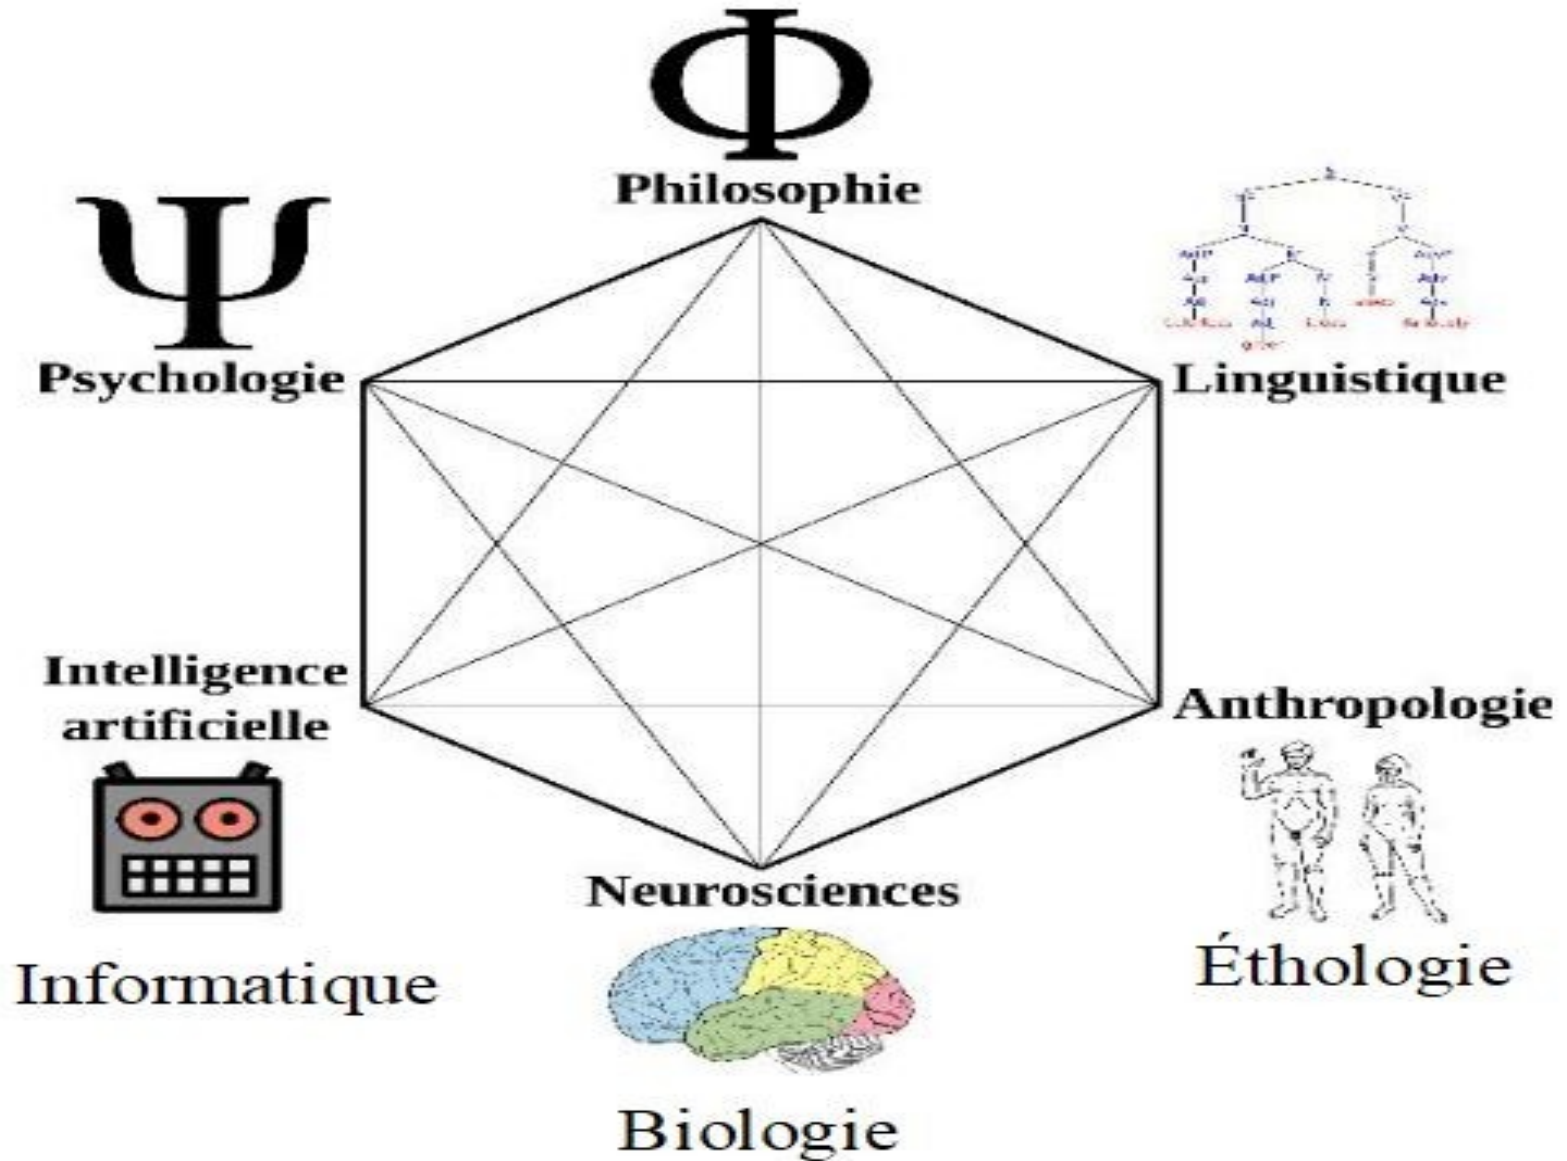 Φ
Philosophie
Ψ
Psychologie
Linguistique
Intelligence
artificielle
Anthropologie
Neurosciences
Informatique
Éthologie
Biologie